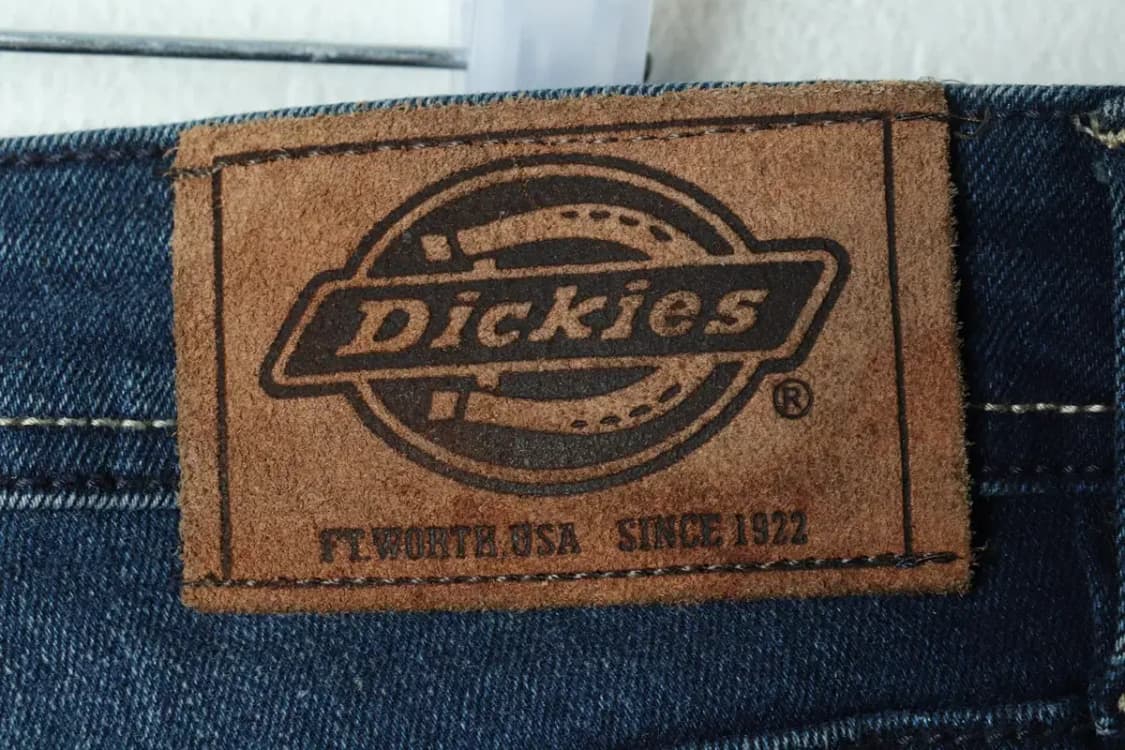 Dickies
®
FT.WORTH, USA SINCE 1922